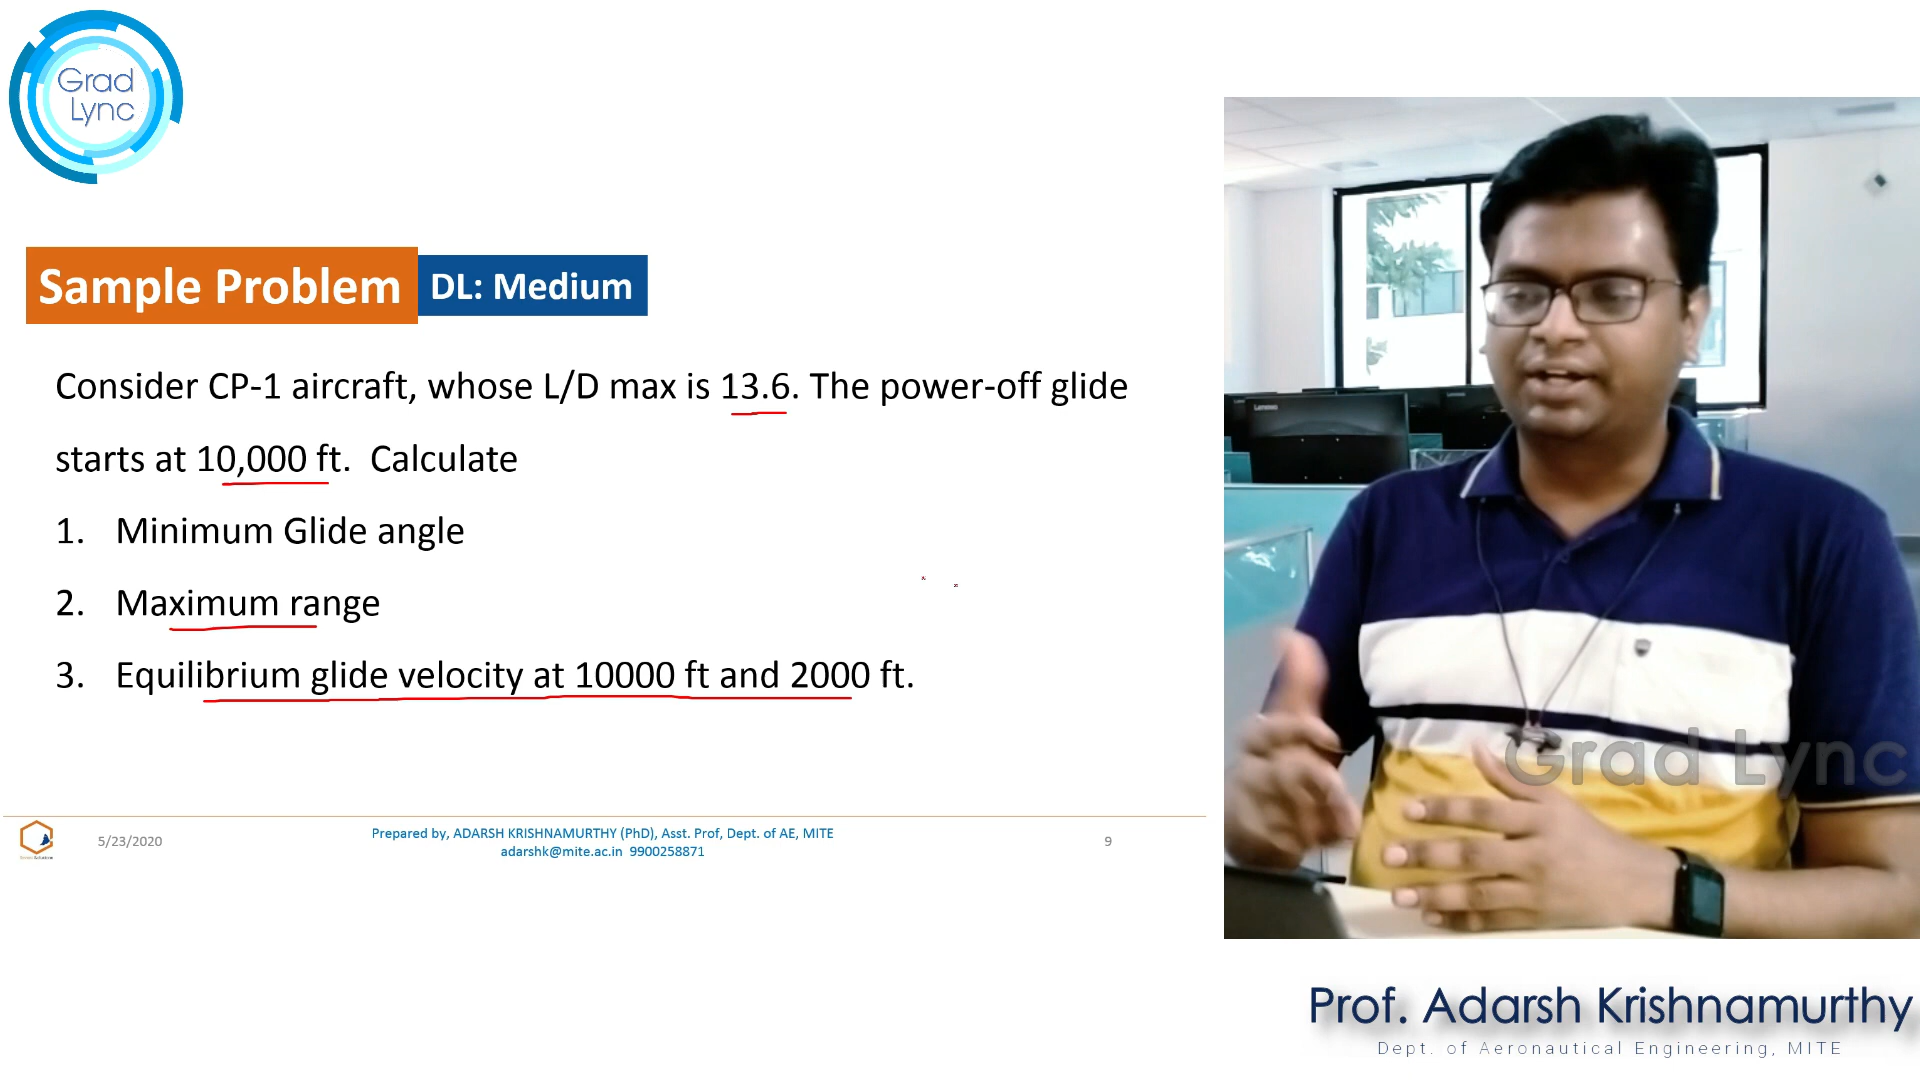 Grad
Lync
Sample Problem DL: Medium
Consider CP-1 aircraft, whose L/D max is 13.6. The power-off glide
starts at 10,000 ft. Calculate
1. Minimum Glide angle
2. Maximum range
3. Equilibrium glide velocity at 10000 ft and 2000 ft.
5/23/2020
Prepared by, ADARSH KRISHNAMURTHY (PhD), Asst. Prof, Dept. of AE, MITE
adarshk@mite.ac.in 9900258871
9
Lenovo
Grad Lync
Prof. Adarsh Krishnamurthy
Dept. of Aeronautical Engineering, MITE